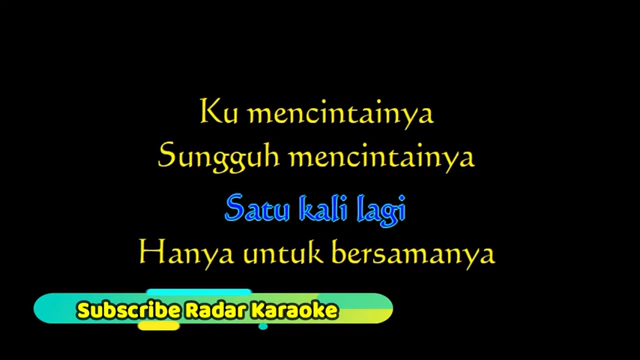 Ku mencintainya
Sungguh mencintainya
Satu kali lagi
Hanya untuk bersamanya
Subscribe Radar Karaoke